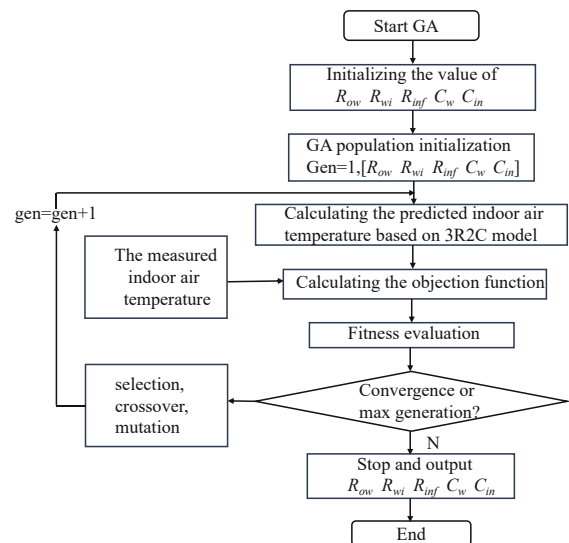 Start GA
Initializing the value of
R_ow R_wi R_inf C_w C_in
GA population initialization
Gen=1,[R_ow R_wi R_inf C_w C_in]
gen=gen+1
Calculating the predicted indoor air
temperature based on 3R2C model
The measured
indoor air
temperature
Calculating the objection function
Fitness evaluation
selection,
crossover,
mutation
Convergence or
max generation?
N
Stop and output
R_ow R_wi R_inf C_w C_in
End